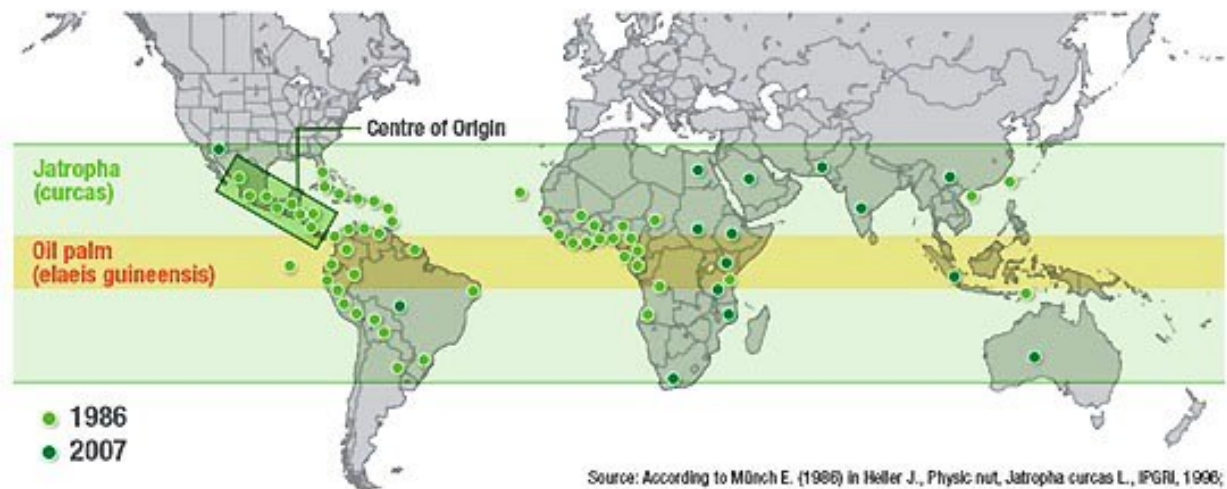 Centre of Origin
Jatropha
(curcas)
Oil palm
(elaeis guineensis)
1986
2007
Source: According to Münch E. (1986) in Heller J., Physic nut, Jatropha curcas L., IPGRI, 1996;